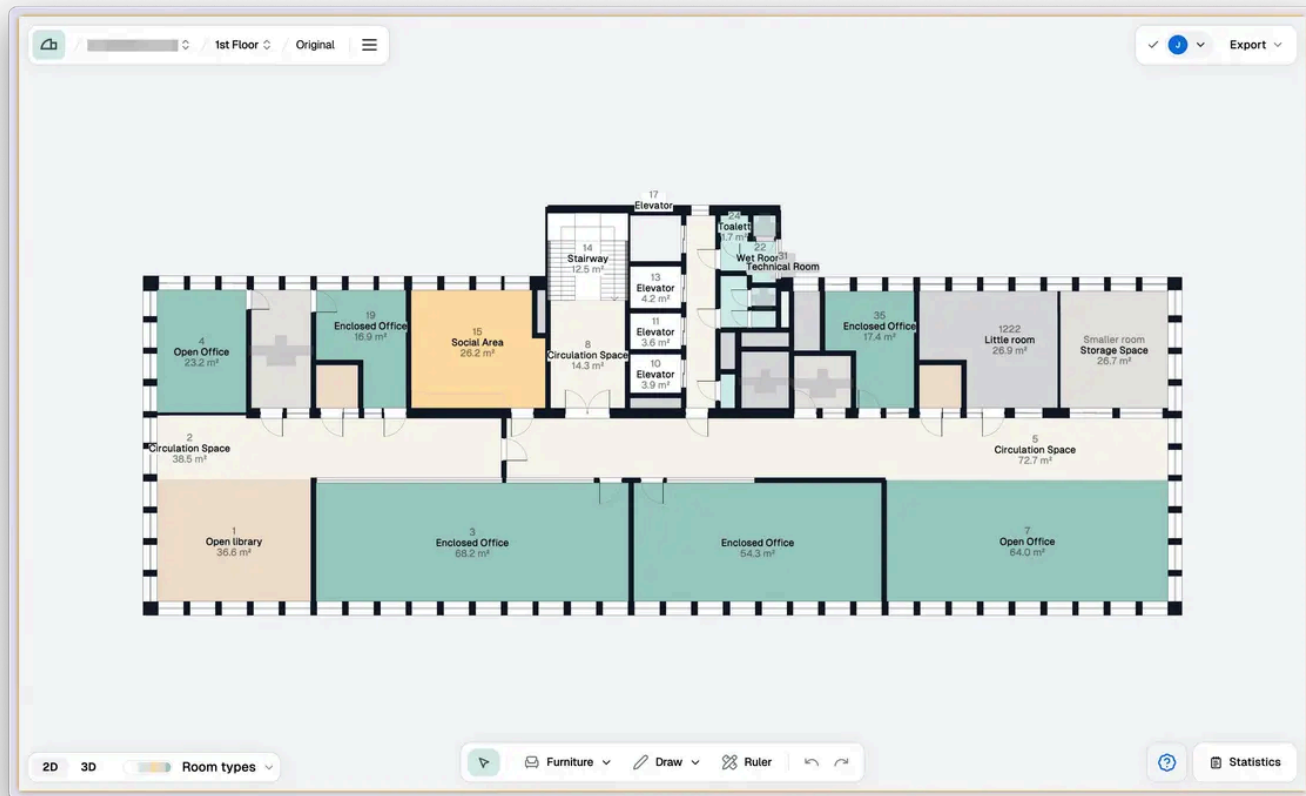 1st Floor
Original
J
Export
17
Elevator
24
Toalett
1.7 m²
22
Wet Room
31
Technical Room
14
Stairway
12.5 m²
13
Elevator
4.2 m²
11
Elevator
3.6 m²
10
Elevator
3.9 m²
8
Circulation Space
14.3 m²
4
Open Office
23.2 m²
19
Enclosed Office
16.9 m²
15
Social Area
26.2 m²
35
Enclosed Office
17.4 m²
1222
Little room
26.9 m²
Smaller room
Storage Space
26.7 m²
2
Circulation Space
38.5 m²
5
Circulation Space
72.7 m²
1
Open library
36.6 m²
3
Enclosed Office
68.2 m²
Enclosed Office
54.3 m²
7
Open Office
64.0 m²
2D
3D
Room types
Furniture
Draw
Ruler
?
Statistics